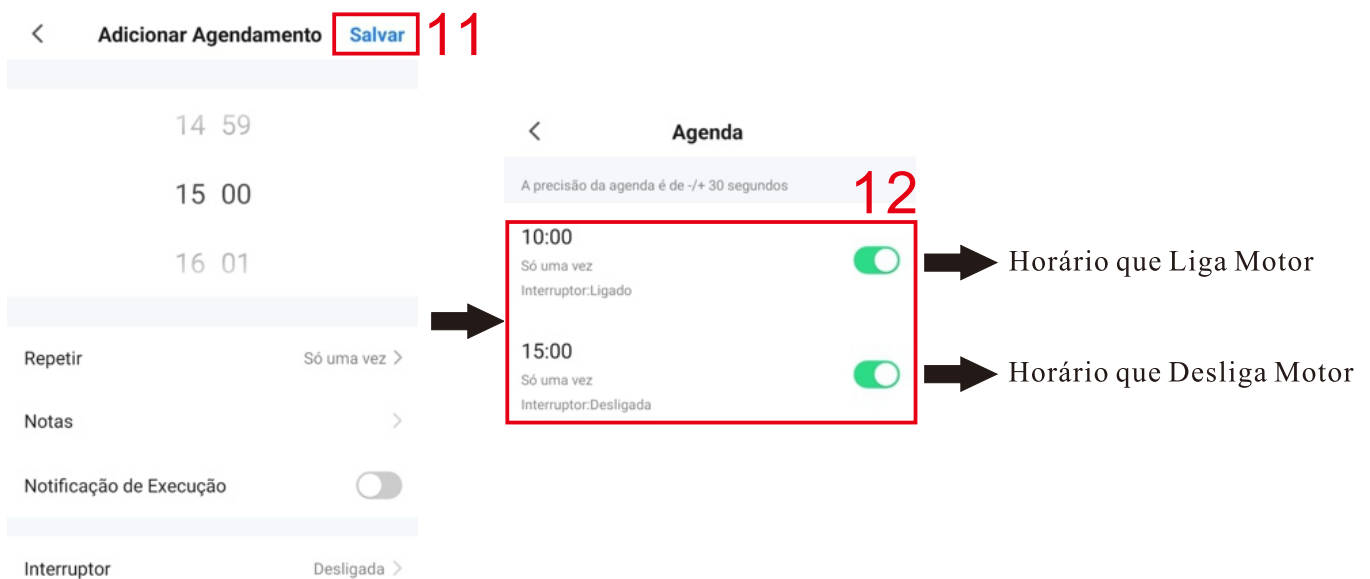 Adicionar Agendamento Salvar 11
14 59
15 00
16 01
Repetir Só uma vez
Notas
Notificação de Execução
Interruptor Desligada
Agenda
A precisão da agenda é de -/+ 30 segundos
12
10:00
Só uma vez
Interruptor:Ligado
Horário que Liga Motor
15:00
Só uma vez
Interruptor:Desligada
Horário que Desliga Motor